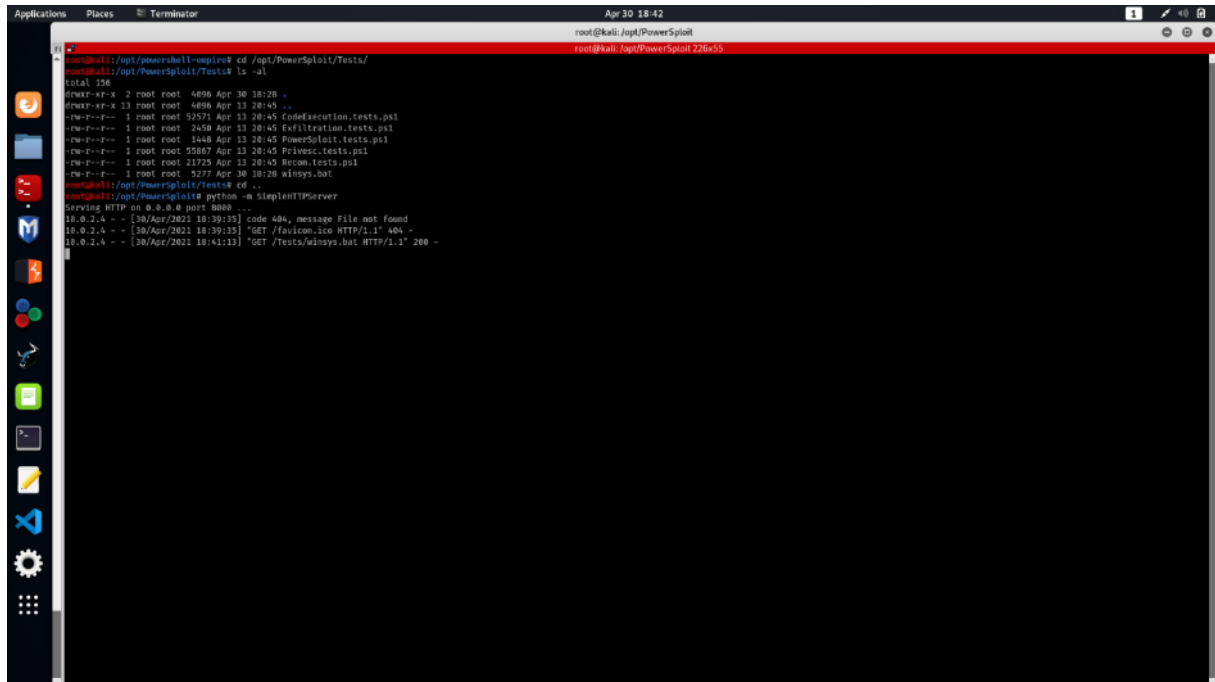 Applications Places Terminator Apr 30 18:42 1
root@kali: /opt/PowerSploit
root@kali: /opt/PowerSploit 226x55
root@kali:/opt/powershell-empire# cd /opt/PowerSploit/Tests/
root@kali:/opt/PowerSploit/Tests# ls -al
total 156
drwxr-xr-x 2 root root 4096 Apr 30 18:28 .
drwxr-xr-x 13 root root 4096 Apr 13 20:45 ..
-rw-r--r-- 1 root root 52571 Apr 13 20:45 CodeExecution.tests.ps1
-rw-r--r-- 1 root root 2450 Apr 13 20:45 Exfiltration.tests.ps1
-rw-r--r-- 1 root root 1448 Apr 13 20:45 PowerSploit.tests.ps1
-rw-r--r-- 1 root root 55867 Apr 13 20:45 Privesc.tests.ps1
-rw-r--r-- 1 root root 21725 Apr 13 20:45 Recon.tests.ps1
-rw-r--r-- 1 root root 5277 Apr 30 18:28 winsys.bat
root@kali:/opt/PowerSploit/Tests# cd ..
root@kali:/opt/PowerSploit# python -m SimpleHTTPServer
Serving HTTP on 0.0.0.0 port 8000 ...
10.0.2.4 - - [30/Apr/2021 18:39:35] code 404, message File not found
10.0.2.4 - - [30/Apr/2021 18:39:35] "GET /favicon.ico HTTP/1.1" 404 -
10.0.2.4 - - [30/Apr/2021 18:41:13] "GET /Tests/winsys.bat HTTP/1.1" 200 -